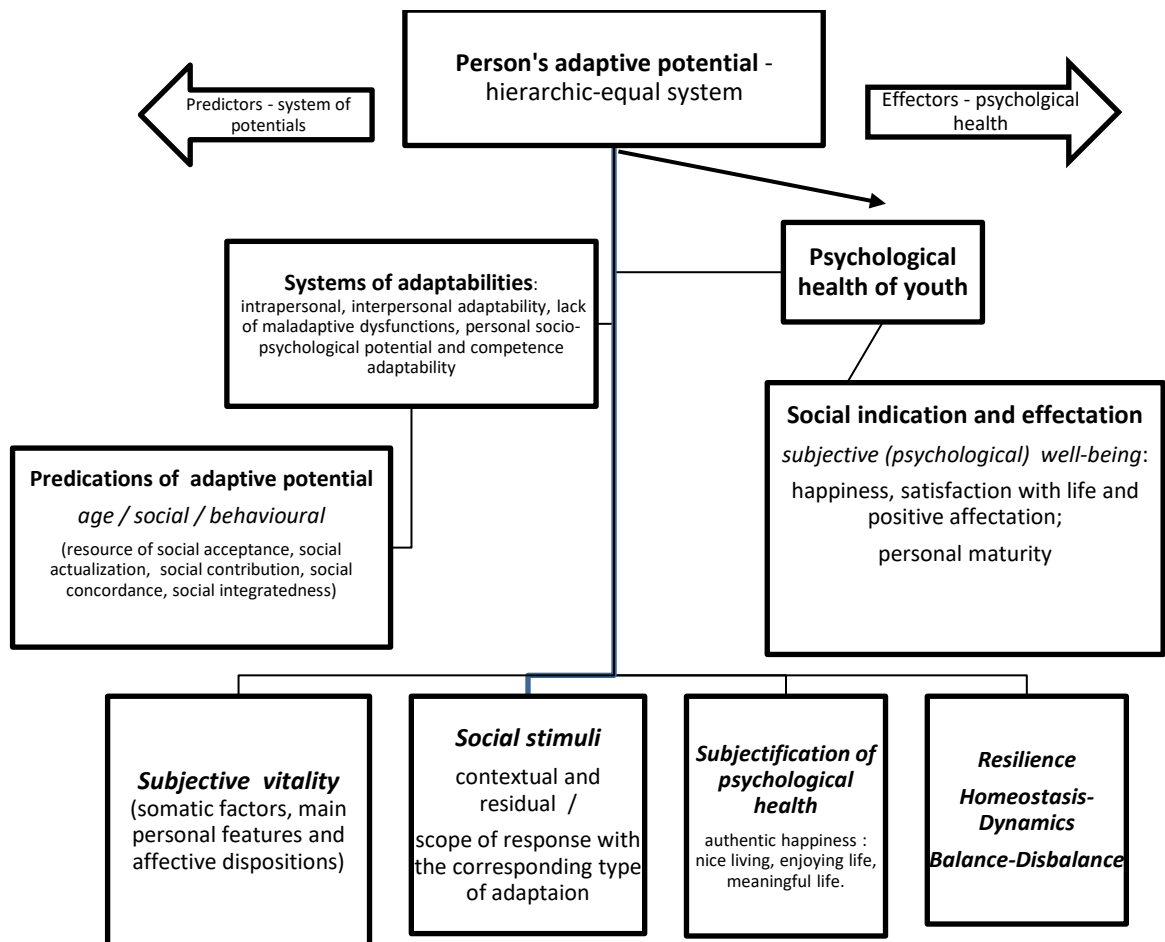 Person's adaptive potential -
hierarchic-equal system
Predictors - system of
potentials
Effectors - psycholgical
health
Systems of adaptabilities:
intrapersonal, interpersonal adaptability, lack
of maladaptive dysfunctions, personal socio-
psychological potential and competence
adaptability
Psychological
health of youth
Predications of adaptive potential
age / social / behavioural
(resource of social acceptance, social
actualization, social contribution, social
concordance, social integratedness)
Social indication and effectation
subjective (psychological) well-being:
happiness, satisfaction with life and
positive affectation;
personal maturity
Subjective vitality
(somatic factors, main
personal features and
affective dispositions)
Social stimuli
contextual and
residual /
scope of response with
the corresponding type
of adaptaion
Subjectification of
psychological
health
authentic happiness :
nice living, enjoying life,
meaningful life.
Resilience
Homeostasis-
Dynamics
Balance-Disbalance